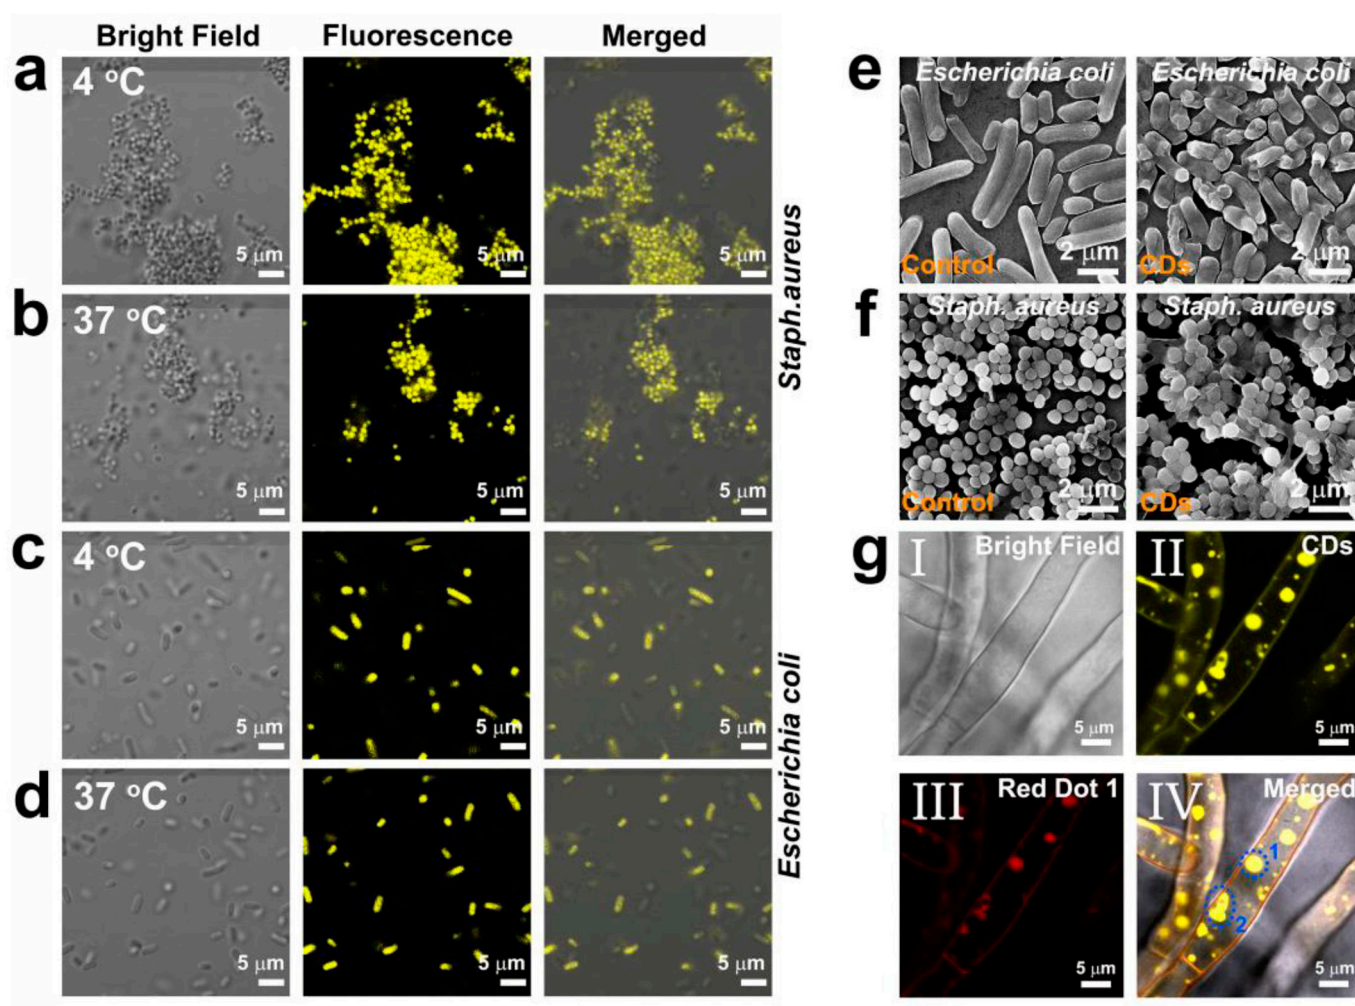 Bright Field Fluorescence Merged
a 4 °C 5 μm 5 μm 5 μm
b 37 °C 5 μm 5 μm 5 μm
Staph.aureus
c 4 °C 5 μm 5 μm 5 μm
d 37 °C 5 μm 5 μm 5 μm
Escherichia coli
e Escherichia coli Escherichia coli
Control 2 μm CDs 2 μm
f Staph. aureus Staph. aureus
Control 2 μm CDs 2 μm
g I Bright Field II CDs
5 μm 5 μm
III Red Dot 1 IV Merged
1
2
5 μm 5 μm